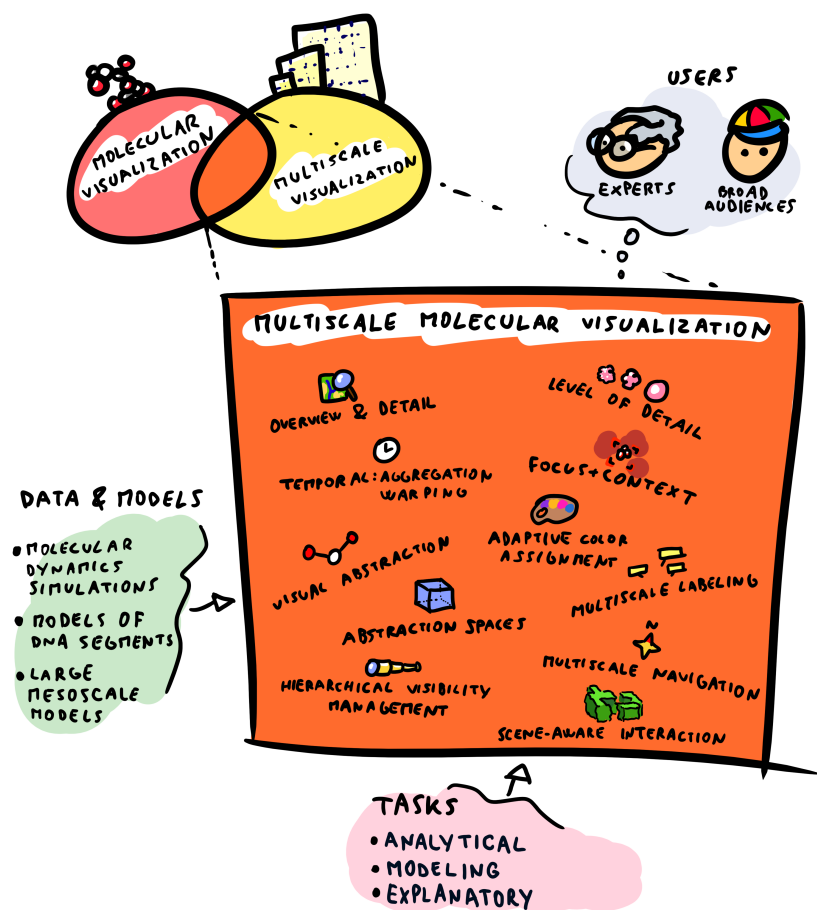 MOLECULAR
VISUALIZATION
MULTISCALE
VISUALIZATION
USERS
EXPERTS
BROAD
AUDIENCES
MULTISCALE MOLECULAR VISUALIZATION
OVERVIEW & DETAIL
LEVEL OF DETAIL
TEMPORAL: AGGREGATION
WARPING
FOCUS+CONTEXT
ADAPTIVE COLOR
ASSIGNMENT
VISUAL ABSTRACTION
MULTISCALE LABELING
ABSTRACTION SPACES
MULTISCALE NAVIGATION
HIERARCHICAL VISIBILITY
MANAGEMENT
SCENE-AWARE INTERACTION
DATA & MODELS
• MOLECULAR
DYNAMICS
SIMULATIONS
• MODELS OF
DNA SEGMENTS
• LARGE
MESOSCALE
MODELS
TASKS
• ANALYTICAL
• MODELING
• EXPLANATORY